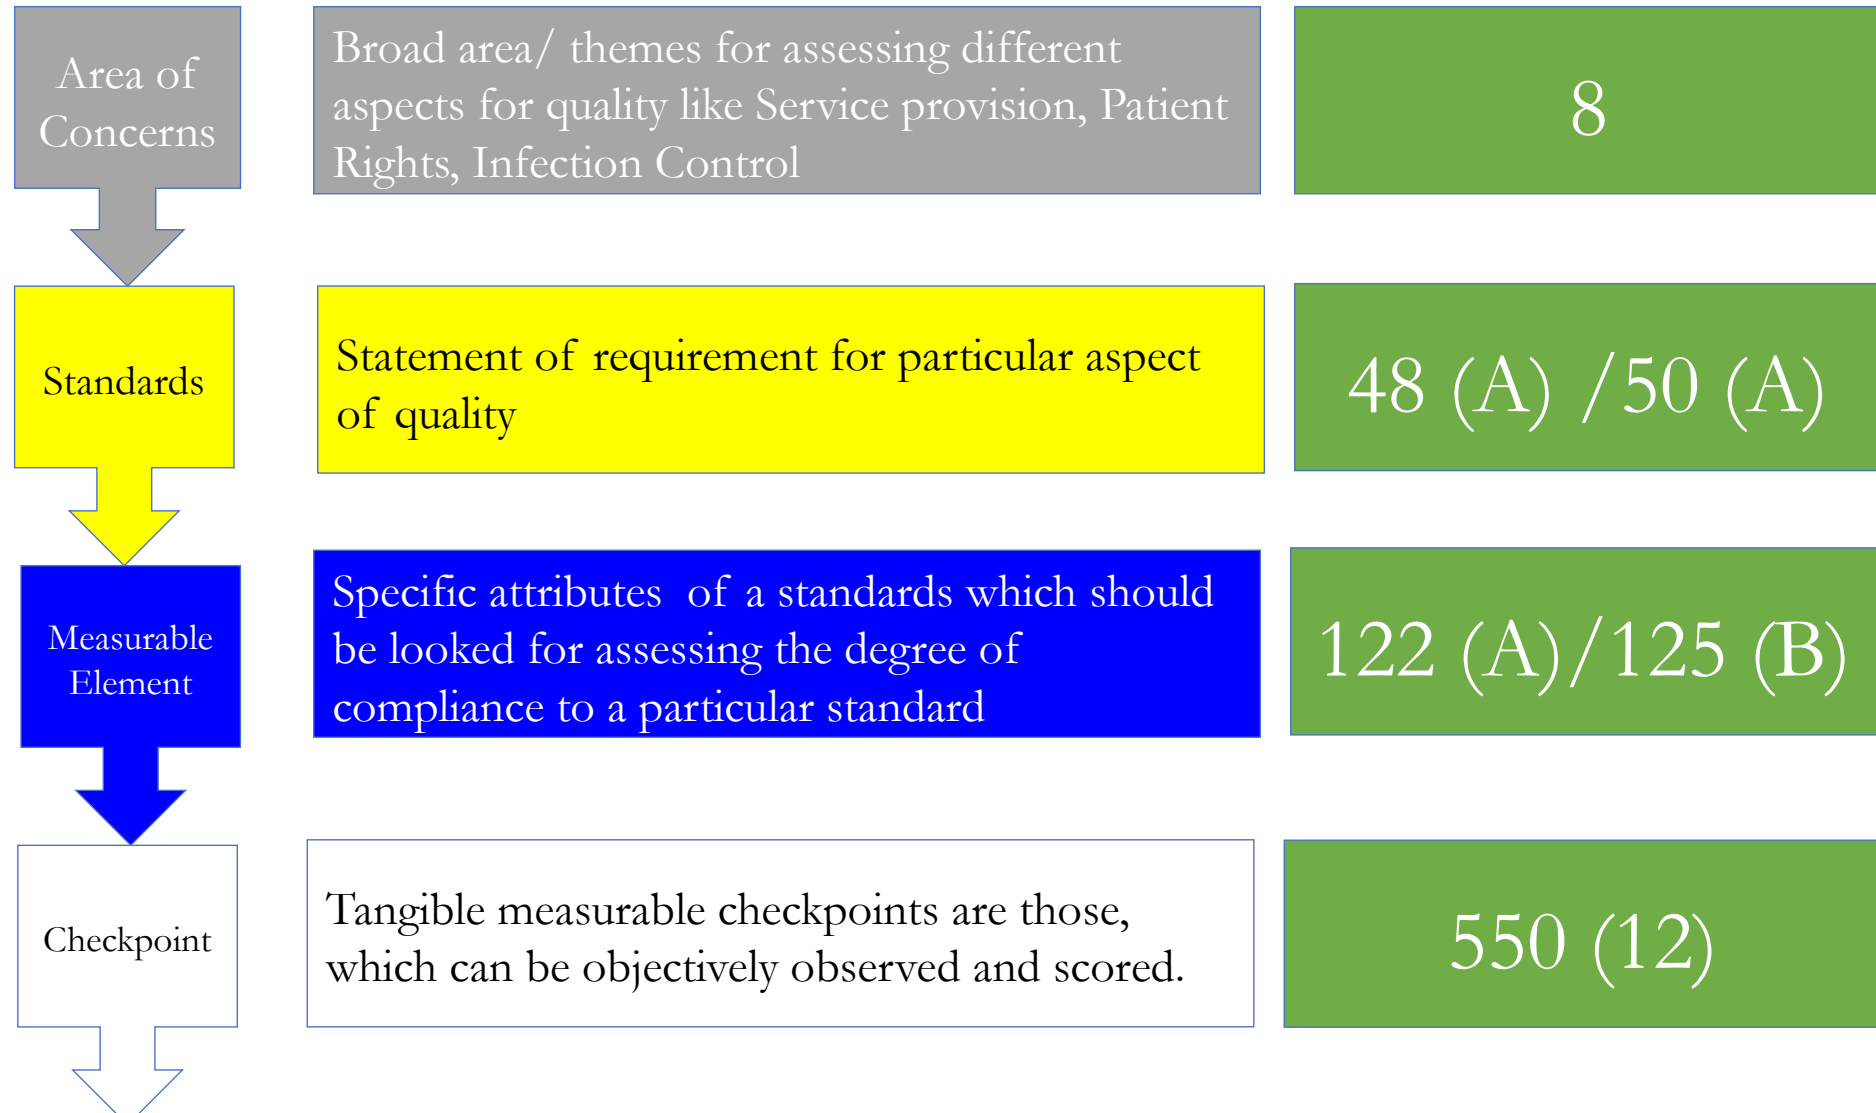 Area of
Concerns
Broad area/ themes for assessing different
aspects for quality like Service provision, Patient
Rights, Infection Control
8
Standards
Statement of requirement for particular aspect
of quality
48 (A) /50 (A)
Measurable
Element
Specific attributes of a standards which should
be looked for assessing the degree of
compliance to a particular standard
122 (A)/125 (B)
Checkpoint
Tangible measurable checkpoints are those,
which can be objectively observed and scored.
550 (12)